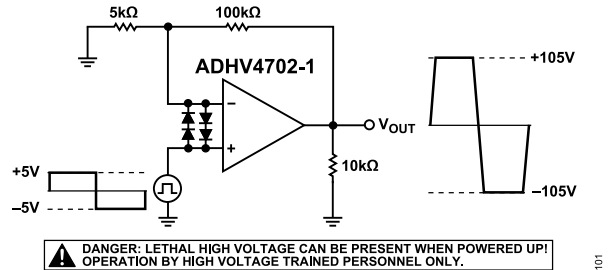 5kΩ
100kΩ
ADHV4702-1
−
+
VOUT
10kΩ
+5V
−5V
+105V
−105V
DANGER: LETHAL HIGH VOLTAGE CAN BE PRESENT WHEN POWERED UP!
OPERATION BY HIGH VOLTAGE TRAINED PERSONNEL ONLY.
101